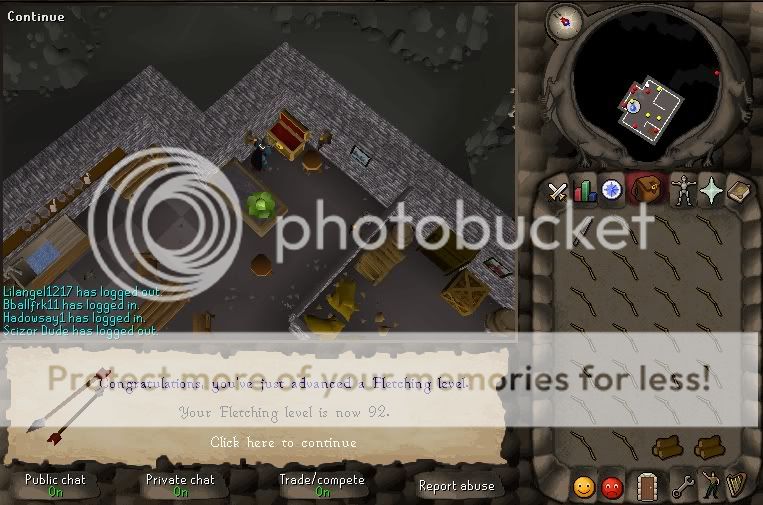 Continue
photobucket
Lilangel1217 has logged out.
Bballfrk11 has logged in.
Hadowsay1 has logged in.
Scizor Dude has logged out.
Protect more of your memories for less!
Congratulations, you've just advanced a Fletching level.
Your Fletching level is now 92.
Click here to continue
Public chat
On
Private chat
On
Trade/compete
On
Report abuse